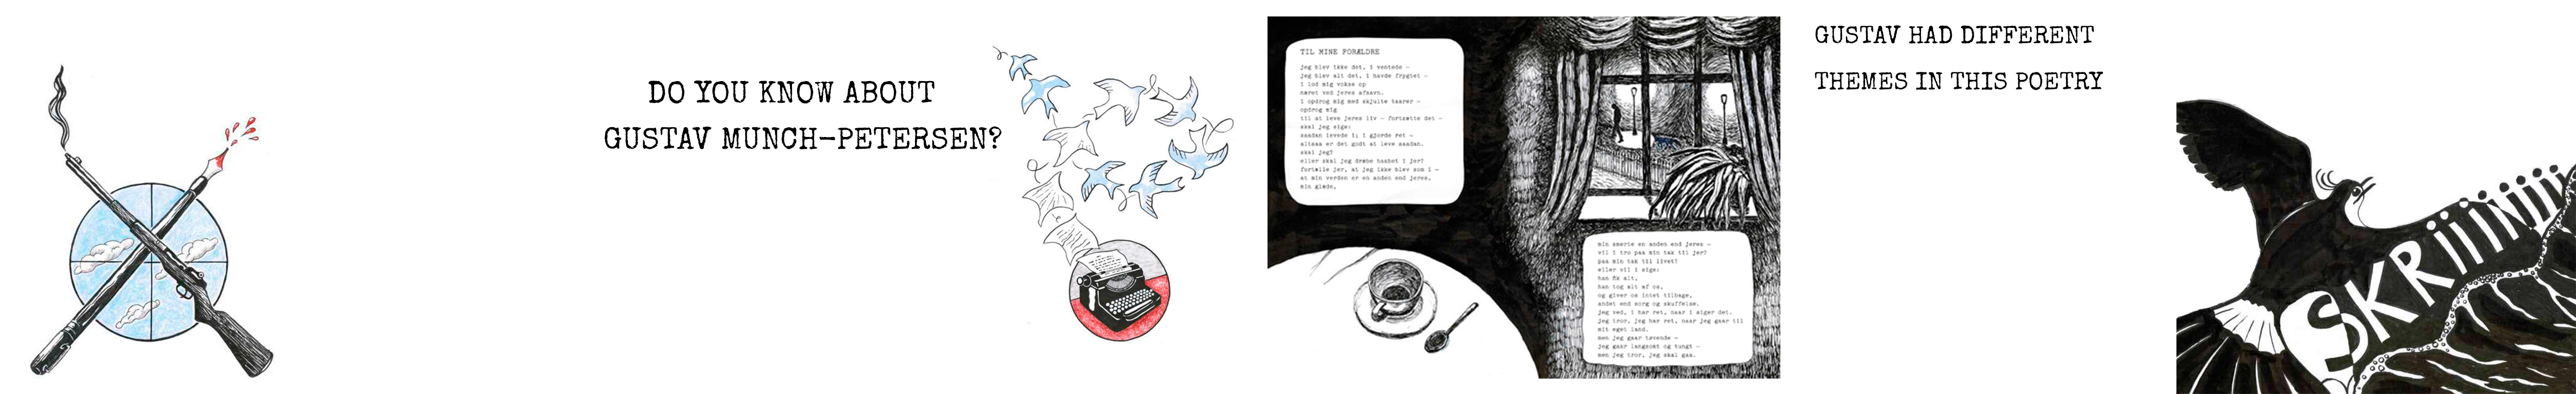 DO YOU KNOW ABOUT
GUSTAV MUNCH-PETERSEN?
TIL MINE FORÆLDRE
jeg blev ikke det, i ventede -
jeg blev alt det, i havde frygtet -
i lod mig vokse op
næret ved jeres afsavn.
i opdrog mig med skjulte taarer -
opdrog mig
til at leve jeres liv - fortsætte det -
skal jeg sige:
saadan levede i; i gjorde ret -
altsaa er det godt at leve saadan.
skal jeg?
eller skal jeg dræbe haabet i jer?
fortælle jer, at jeg ikke blev som i -
at min verden er en anden end jeres,
min glæde,
min smerte en anden end jeres -
vil i tro paa min tak til jer?
paa min tak til livet?
eller vil i sige:
han fik alt,
han tog alt af os,
og giver os intet tilbage,
andet end sorg og skuffelse.
jeg ved, i har ret, naar i siger det.
jeg tror, jeg har ret, naar jeg gaar til
mit eget land.
men jeg gaar tøvende -
jeg gaar langsomt og tungt -
men jeg tror, jeg skal gaa.
GUSTAV HAD DIFFERENT
THEMES IN THIS POETRY